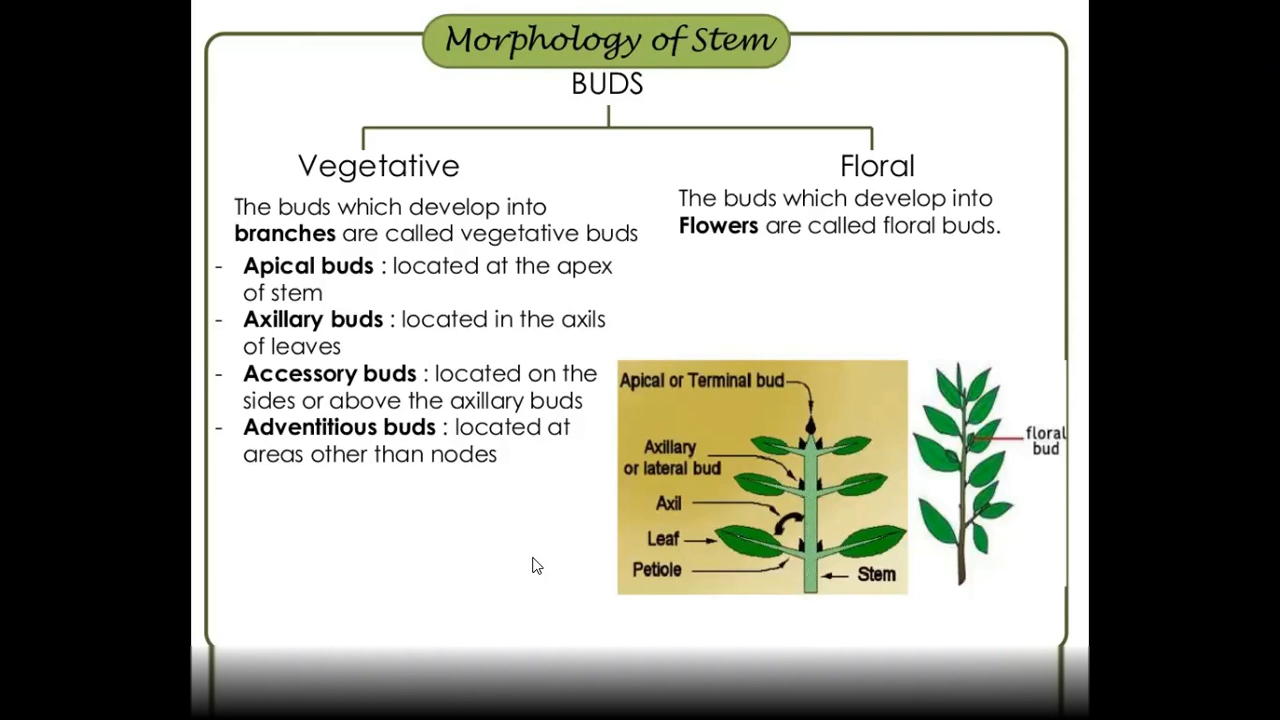 Morphology of Stem
BUDS
Vegetative
The buds which develop into
branches are called vegetative buds
- Apical buds : located at the apex
of stem
- Axillary buds : located in the axils
of leaves
- Accessory buds : located on the
sides or above the axillary buds
- Adventitious buds : located at
areas other than nodes
Floral
The buds which develop into
Flowers are called floral buds.
Apical or Terminal bud
Axillary
or lateral bud
Axil
Leaf
Petiole
Stem
floral
bud